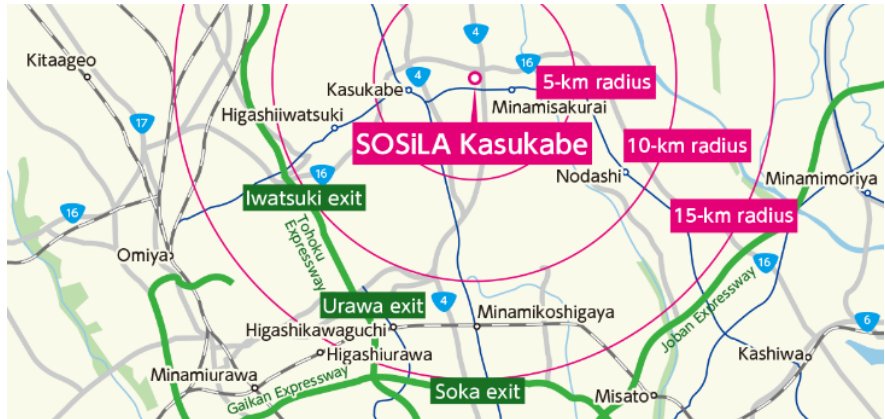 4
Kitaageo
16
4
Kasukabe
5-km radius
Minamisakurai
17
Higashiiwatsuki
SOSiLA Kasukabe
10-km radius
16
Nodashi
Minamimoriya
Iwatsuki exit
16
15-km radius
Tohoku
Expressway
Omiya
16
Urawa exit
4
Minamikoshigaya
Joban Expressway
6
Higashikawaguchi
Higashiurawa
Kashiwa
Minamiurawa
Gaikan Expressway
Soka exit
Misato